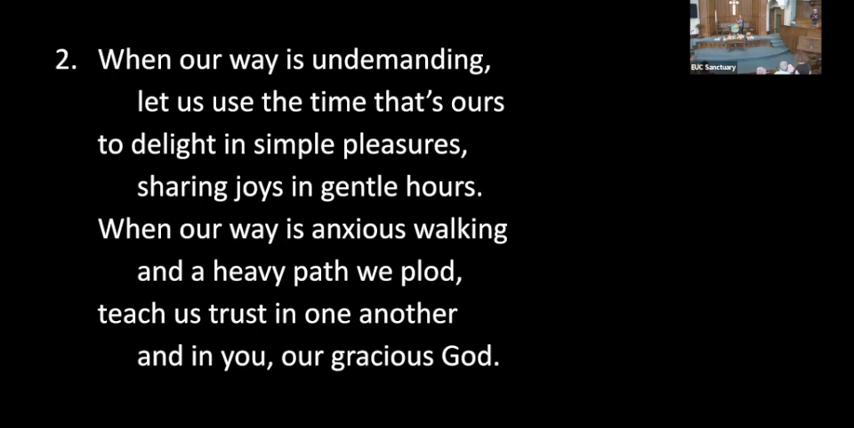 2. When our way is undemanding,
let us use the time that's ours
to delight in simple pleasures,
sharing joys in gentle hours.
When our way is anxious walking
and a heavy path we plod,
teach us trust in one another
and in you, our gracious God.
EUC Sanctuary